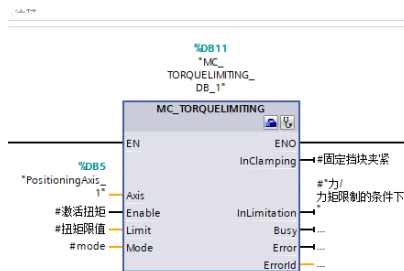 %DB11
"MC_
TORQUELIMITING_
DB_1"
MC_TORQUELIMITING
EN
ENO
InClamping
#固定挡块夹紧
%DB5
"PositioningAxis_
1"
Axis
#"力/
力矩限制的条件下
"
#激活扭矩
Enable
InLimitation
#扭矩限值
Limit
Busy
...
#mode
Mode
Error
...
ErrorId
...